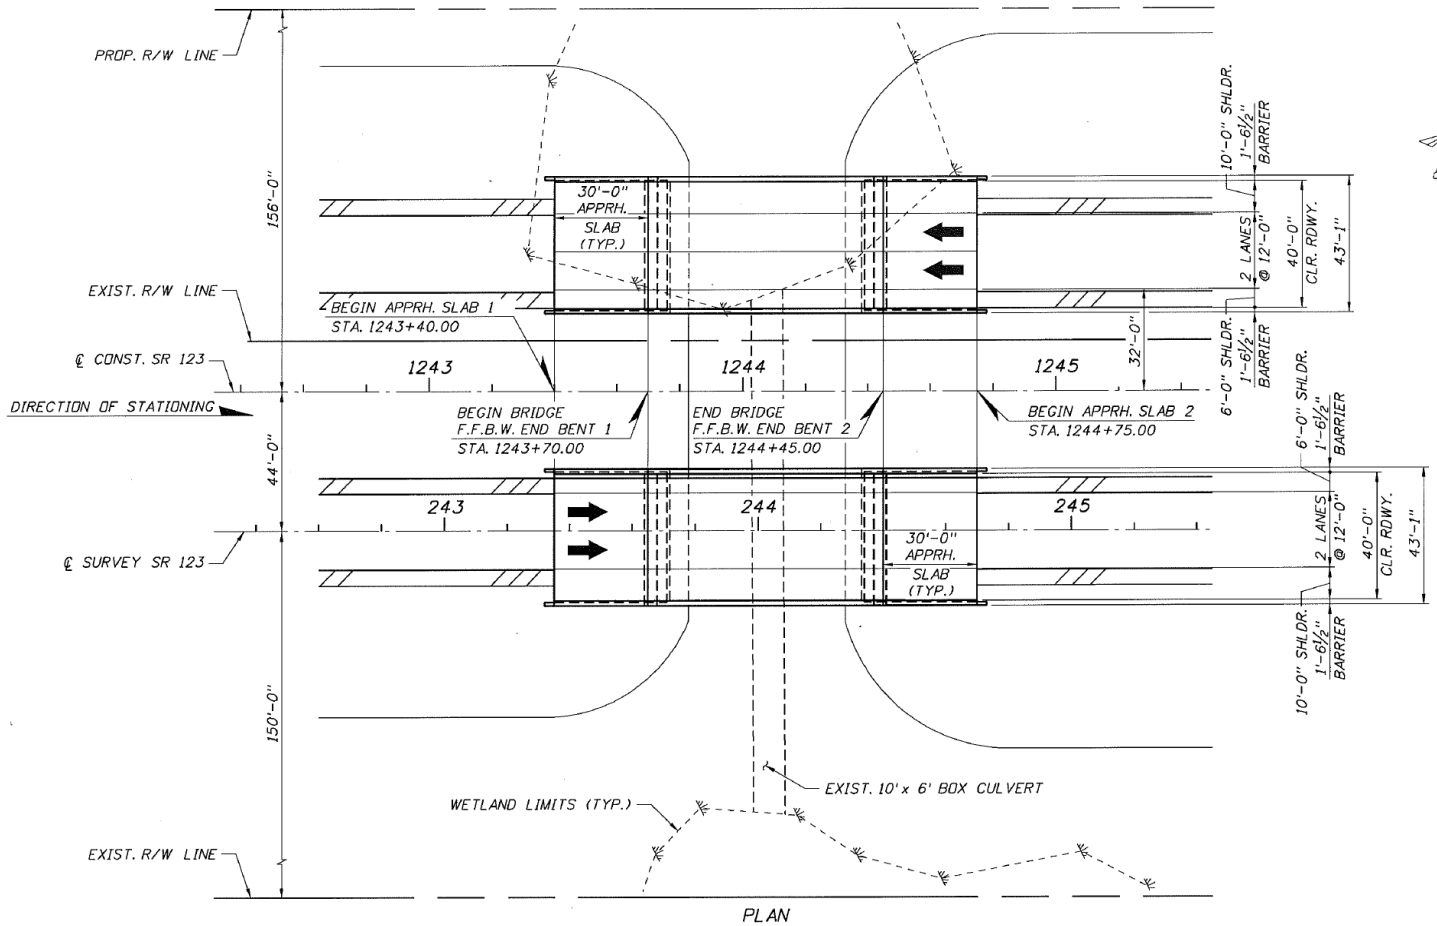 PROP. R/W LINE
156'-0"
EXIST. R/W LINE
℄ CONST. SR 123
DIRECTION OF STATIONING
44'-0"
℄ SURVEY SR 123
150'-0"
EXIST. R/W LINE
30'-0"
APPRH.
SLAB
(TYP.)
BEGIN APPRH. SLAB 1
STA. 1243+40.00
1243
1244
1245
BEGIN BRIDGE
F.F.B.W. END BENT 1
STA. 1243+70.00
END BRIDGE
F.F.B.W. END BENT 2
STA. 1244+45.00
BEGIN APPRH. SLAB 2
STA. 1244+75.00
32'-0"
243
244
245
30'-0"
APPRH.
SLAB
(TYP.)
10'-0" SHLDR.
1'-6½"
BARRIER
2 LANES
@ 12'-0"
40'-0"
CLR. RDWY.
43'-1"
6'-0" SHLDR.
1'-6½"
BARRIER
6'-0" SHLDR.
1'-6½"
BARRIER
2 LANES
@ 12'-0"
40'-0"
CLR. RDWY.
43'-1"
10'-0" SHLDR.
1'-6½"
BARRIER
EXIST. 10' x 6' BOX CULVERT
WETLAND LIMITS (TYP.)
PLAN